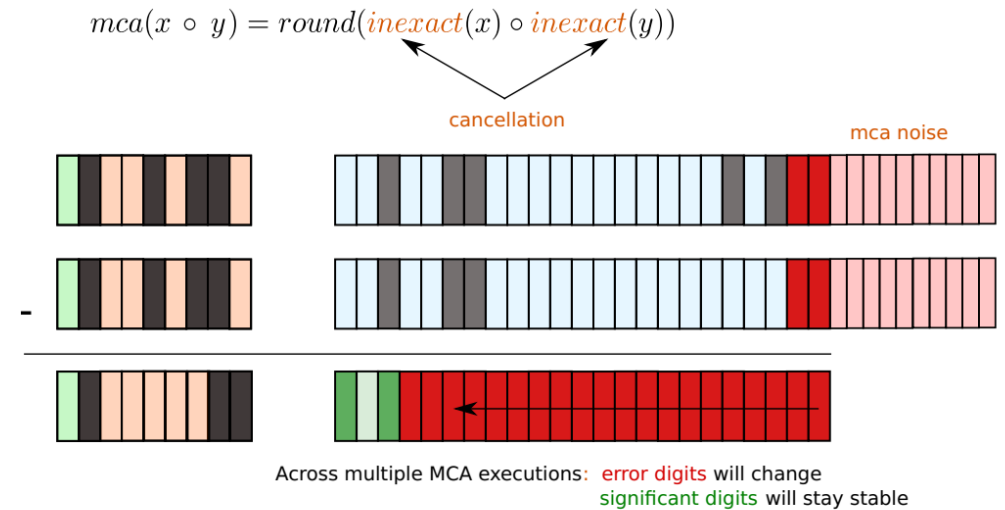 mca(x ∘ y) = round(inexact(x) ∘ inexact(y))
cancellation
mca noise
-
Across multiple MCA executions: error digits will change
significant digits will stay stable